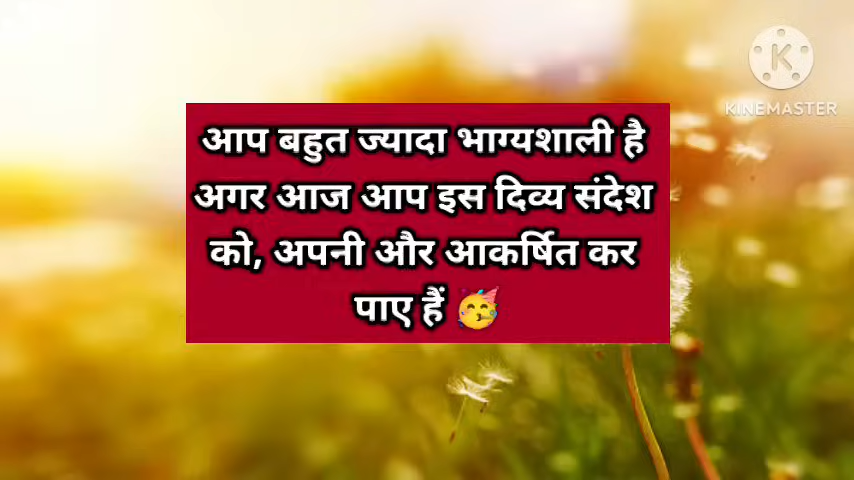 KINEMASTER
आप बहुत ज्यादा भाग्यशाली है
अगर आज आप इस दिव्य संदेश
को, अपनी और आकर्षित कर
पाए हैं 🥳